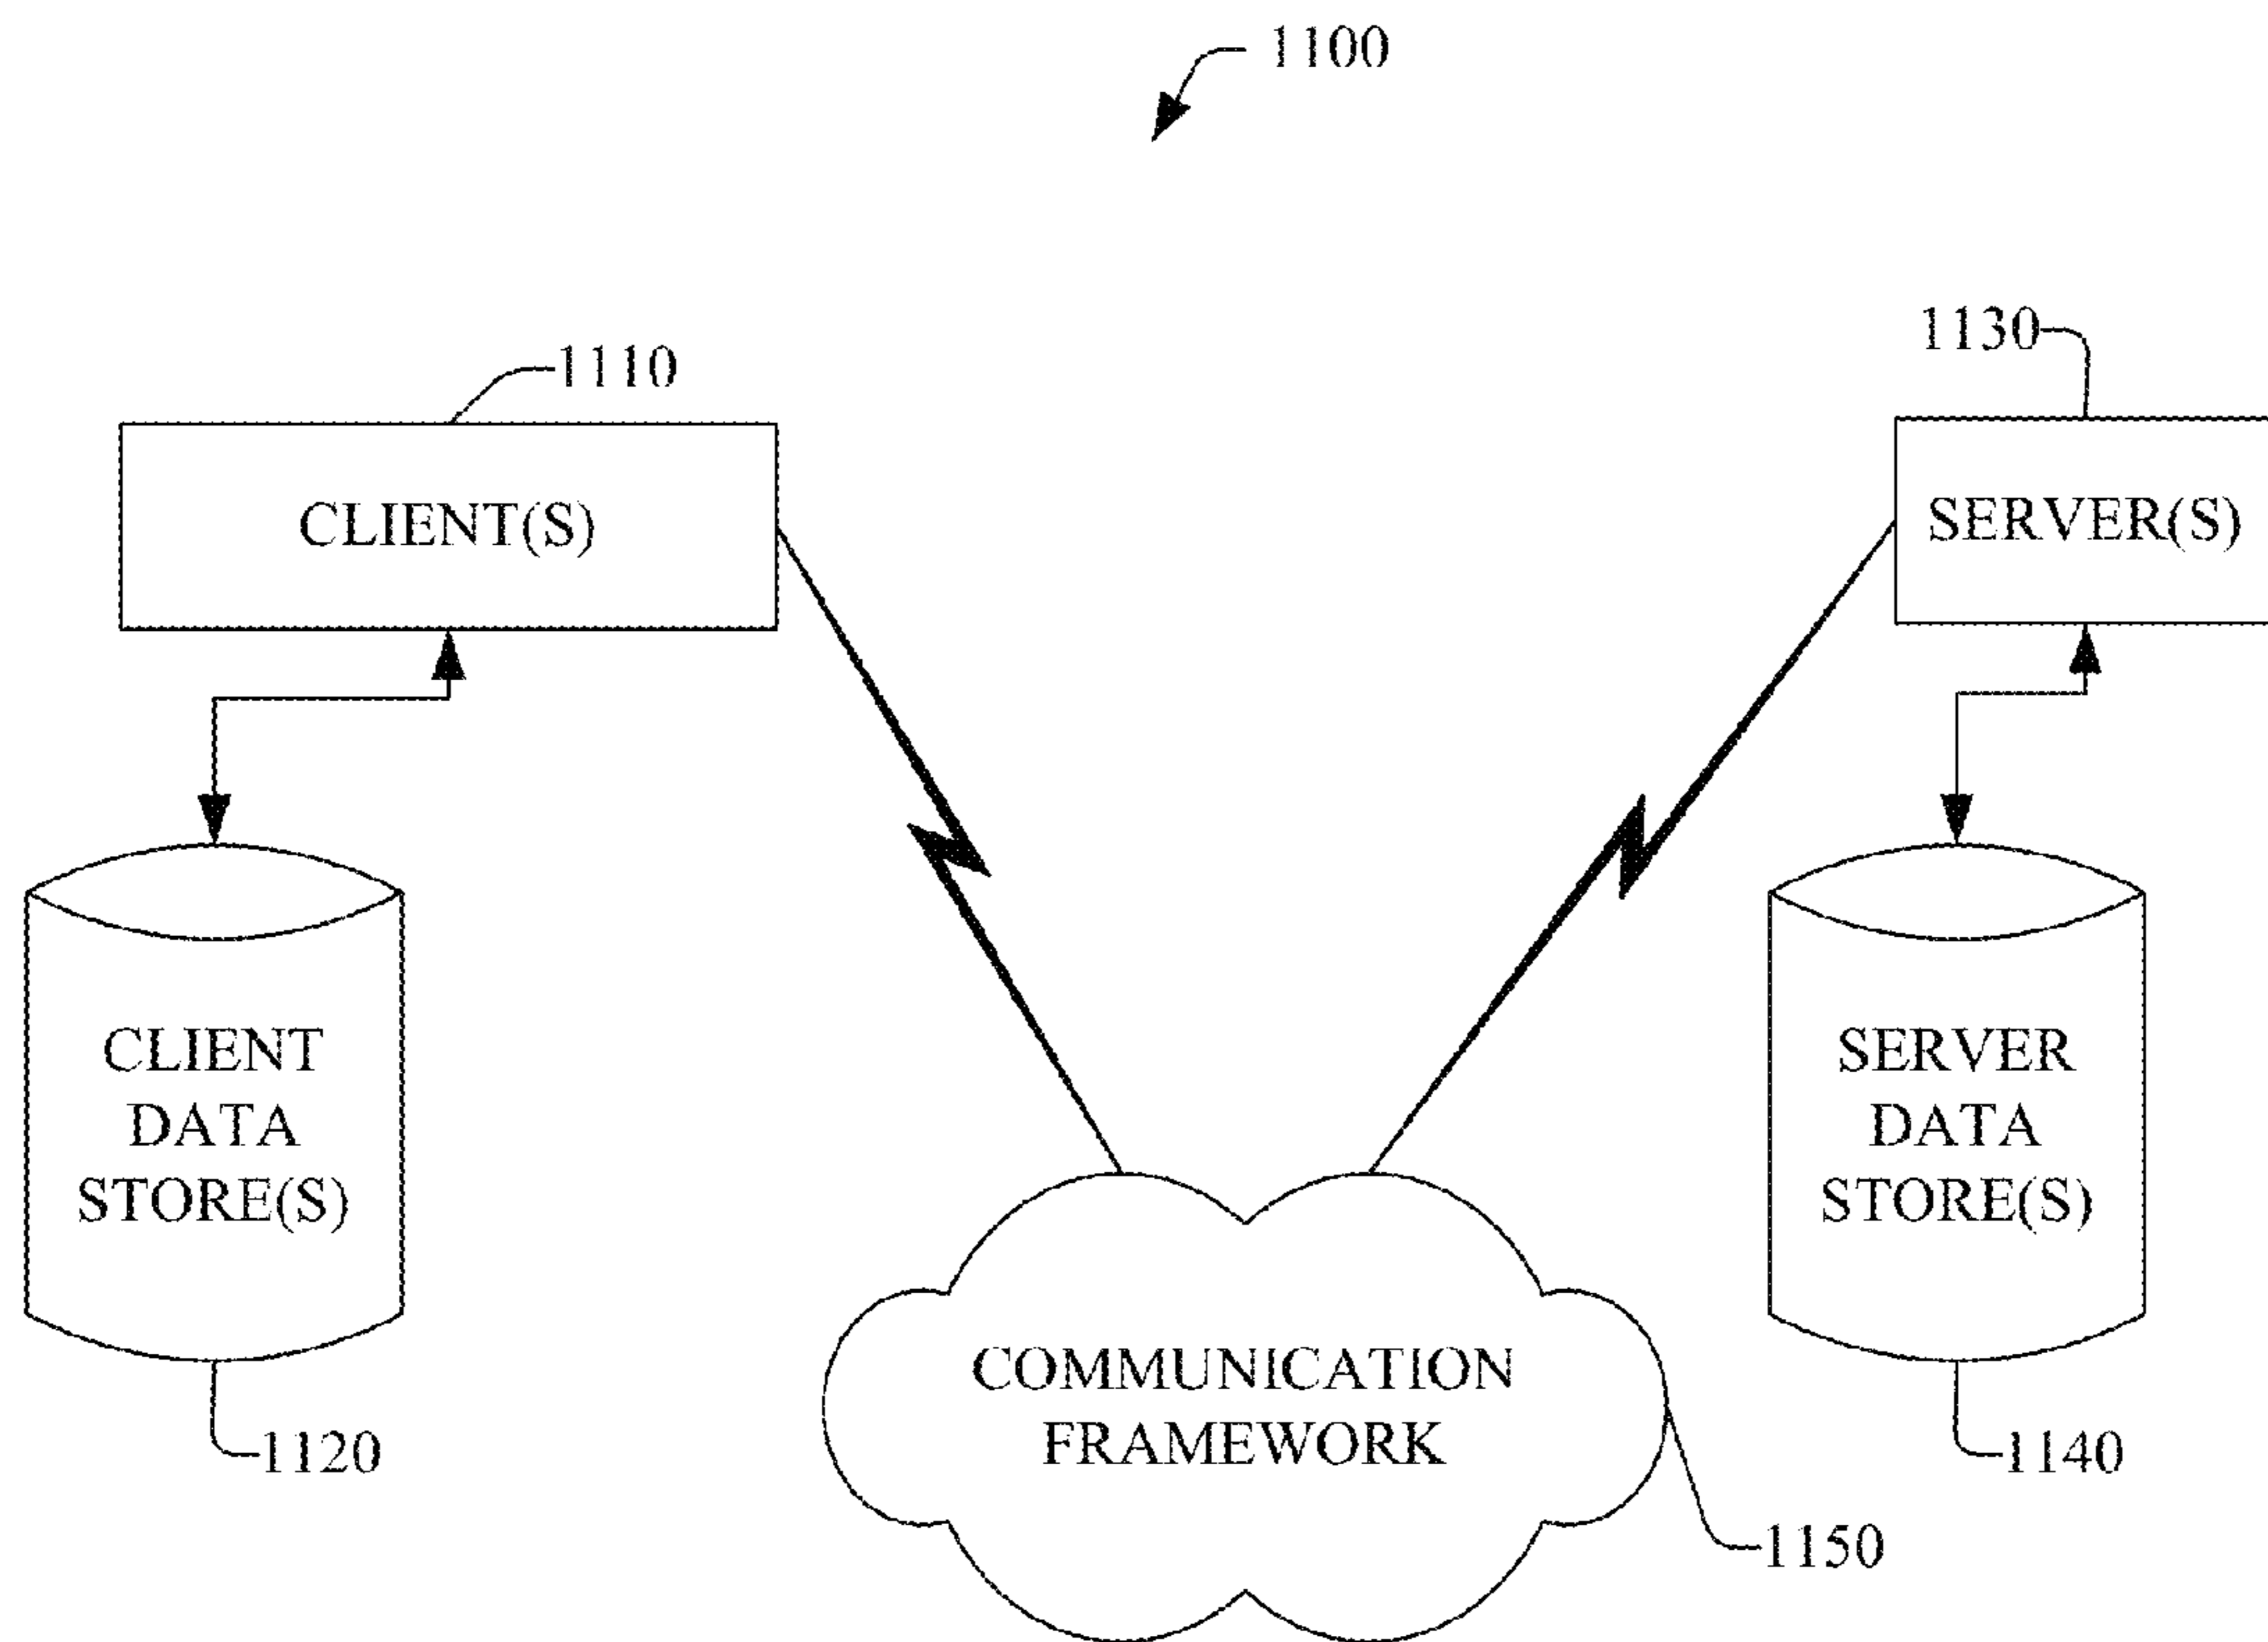 1100
1110
1130
CLIENT(S)
SERVER(S)
CLIENT
DATA
STORE(S)
SERVER
DATA
STORE(S)
COMMUNICATION
FRAMEWORK
1120
1140
1150